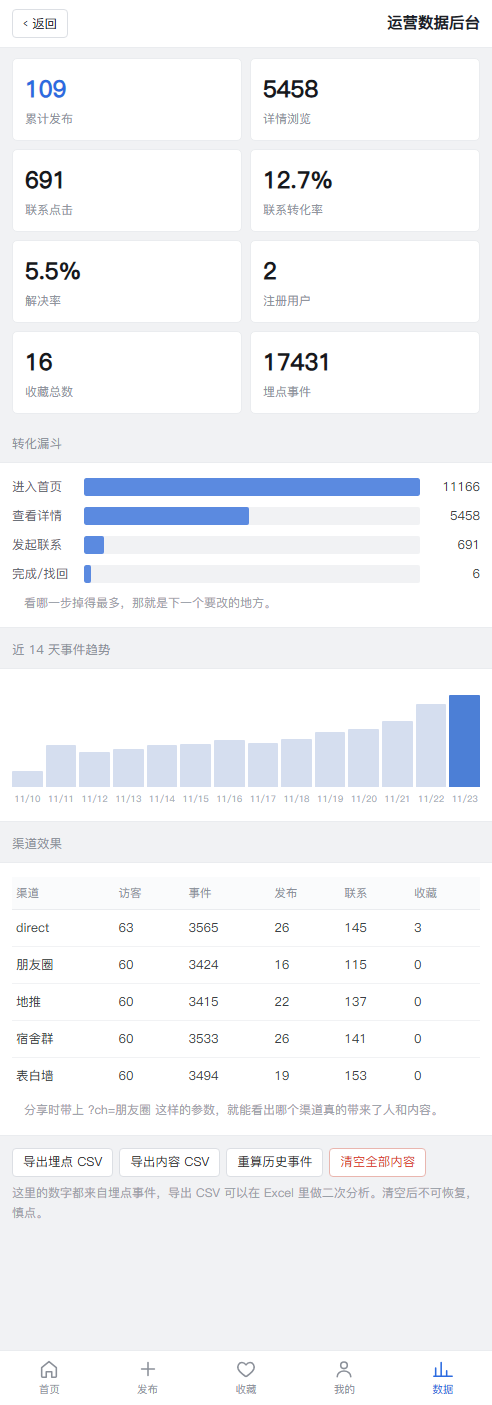 < 返回
运营数据后台
109
累计发布
5458
详情浏览
691
联系点击
12.7%
联系转化率
5.5%
解决率
2
注册用户
16
收藏总数
17431
埋点事件
转化漏斗
进入首页 11166
查看详情 5458
发起联系 691
完成/找回 6
看哪一步掉得最多，那就是下一个要改的地方。
近 14 天事件趋势
11/10 11/11 11/12 11/13 11/14 11/15 11/16 11/17 11/18 11/19 11/20 11/21 11/22 11/23
渠道效果
渠道 访客 事件 发布 联系 收藏
direct 63 3565 26 145 3
朋友圈 60 3424 16 115 0
地推 60 3415 22 137 0
宿舍群 60 3533 26 141 0
表白墙 60 3494 19 153 0
分享时带上 ?ch=朋友圈 这样的参数，就能看出哪个渠道真的带来了人和内容。
导出埋点 CSV 导出内容 CSV 重算历史事件 清空全部内容
这里的数字都来自埋点事件，导出 CSV 可以在 Excel 里做二次分析。清空后不可恢复，
慎点。
首页 发布 收藏 我的 数据